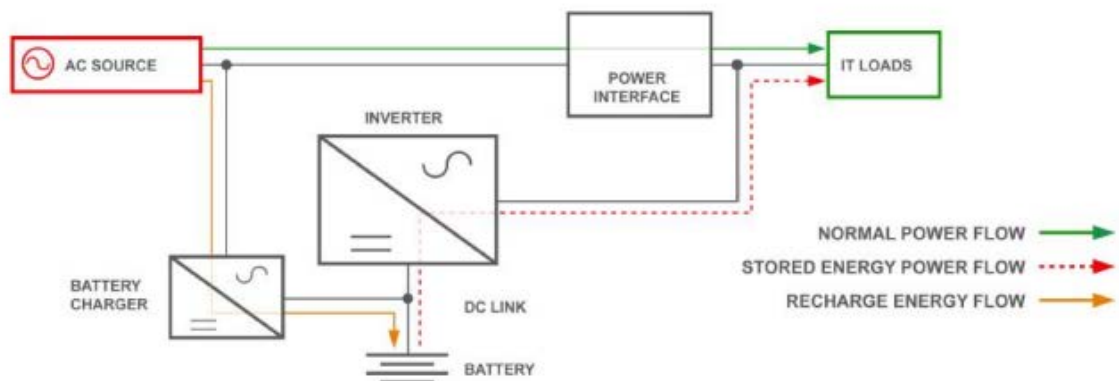 AC SOURCE
POWER
INTERFACE
IT LOADS
INVERTER
BATTERY
CHARGER
DC LINK
BATTERY
NORMAL POWER FLOW
STORED ENERGY POWER FLOW
RECHARGE ENERGY FLOW